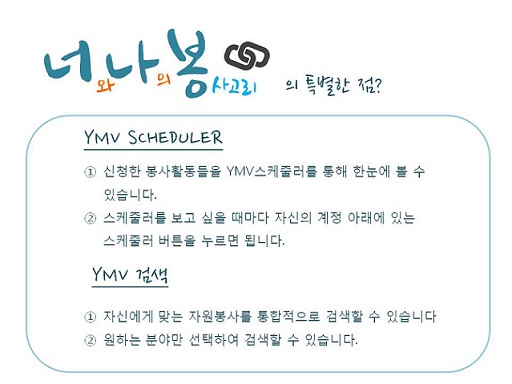 너와나의봉사고리 의 특별한 점?
YMV SCHEDULER
① 신청한 봉사활동들을 YMV스케줄러를 통해 한눈에 볼 수
있습니다.
② 스케줄러를 보고 싶을 때마다 자신의 계정 아래에 있는
스케줄러 버튼을 누르면 됩니다.
YMV 검색
① 자신에게 맞는 자원봉사를 통합적으로 검색할 수 있습니다
② 원하는 분야만 선택하여 검색할 수 있습니다.